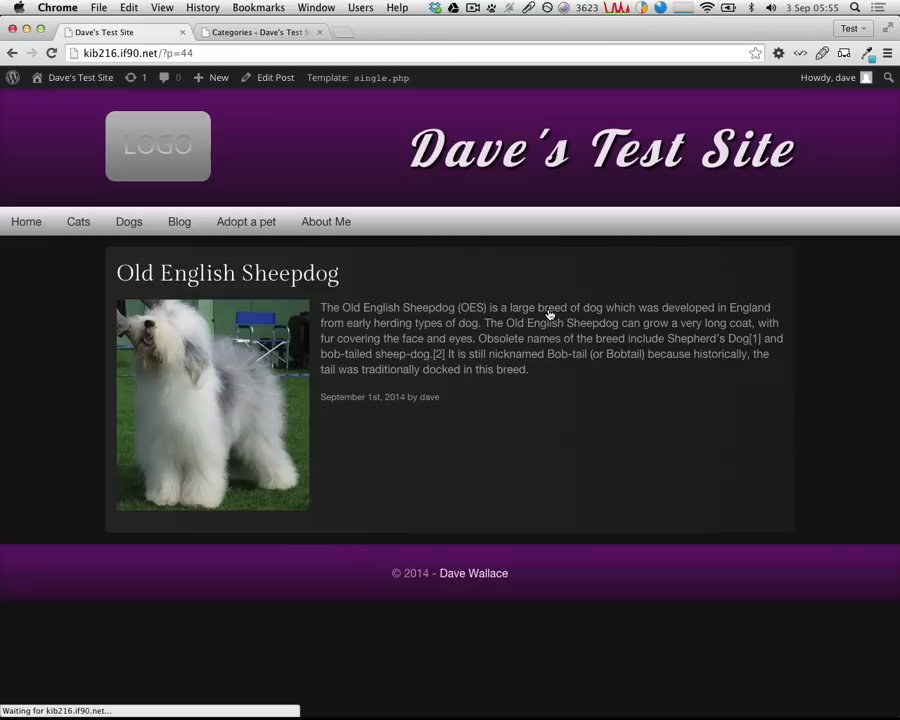 Chrome File Edit View History Bookmarks Window Users Help 3623 3 Sep 05:55
Dave's Test Site Categories ‹ Dave's Test S Test
kib216.if90.net/?p=44
Dave's Test Site 1 0 New Edit Post Template: single.php Howdy, dave
LOGO Dave's Test Site
Home Cats Dogs Blog Adopt a pet About Me
Old English Sheepdog
The Old English Sheepdog (OES) is a large breed of dog which was developed in England
from early herding types of dog. The Old English Sheepdog can grow a very long coat, with
fur covering the face and eyes. Obsolete names of the breed include Shepherd's Dog[1] and
bob-tailed sheep-dog.[2] It is still nicknamed Bob-tail (or Bobtail) because historically, the
tail was traditionally docked in this breed.
September 1st, 2014 by dave
© 2014 - Dave Wallace
Waiting for kib216.if90.net...